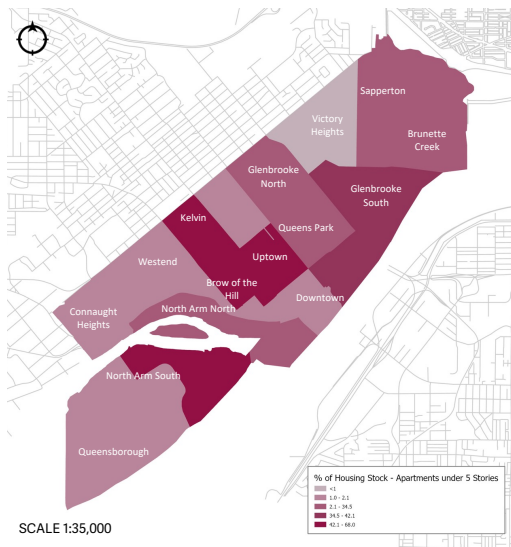 Sapperton
Victory
Heights
Brunette
Creek
Glenbrooke
North
Glenbrooke
South
Kelvin
Queens Park
Uptown
Westend
Brow of the
Hill
Downtown
North Arm North
Connaught
Heights
North Arm South
Queensborough
% of Housing Stock - Apartments under 5 Stories
<1
1.0 - 2.1
2.1 - 34.5
34.5 - 42.1
42.1 - 68.0
SCALE 1:35,000